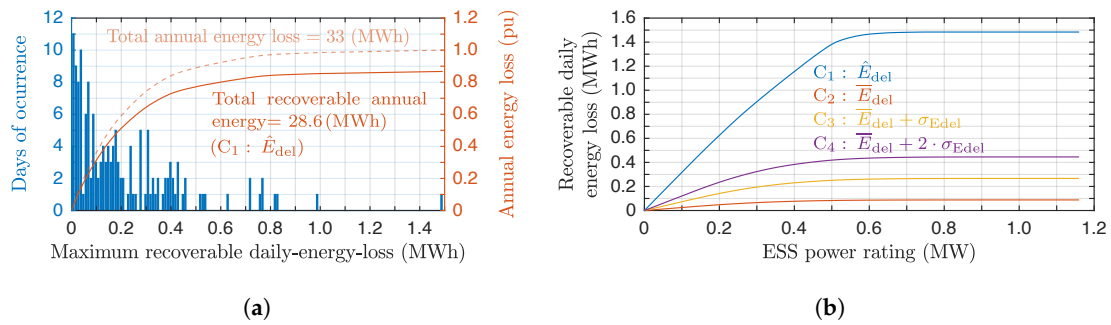 12
10
8
6
4
2
0
Days of ocurrence
Total annual energy loss = 33 (MWh)
Total recoverable annual
energy= 28.6 (MWh)
(C₁ : Ê_del)
1.2
1.0
0.8
0.6
0.4
0.2
0
Annual energy loss (pu)
0 0.2 0.4 0.6 0.8 1.0 1.2 1.4
Maximum recoverable daily-energy-loss (MWh)
(a)
1.6
1.4
1.2
1.0
0.8
0.6
0.4
0.2
0
Recoverable daily
energy loss (MWh)
C₁ : Ê_del
C₂ : E̅_del
C₃ : E̅_del + σ_Edel
C₄ : E̅_del + 2 · σ_Edel
0 0.2 0.4 0.6 0.8 1.0 1.2
ESS power rating (MW)
(b)